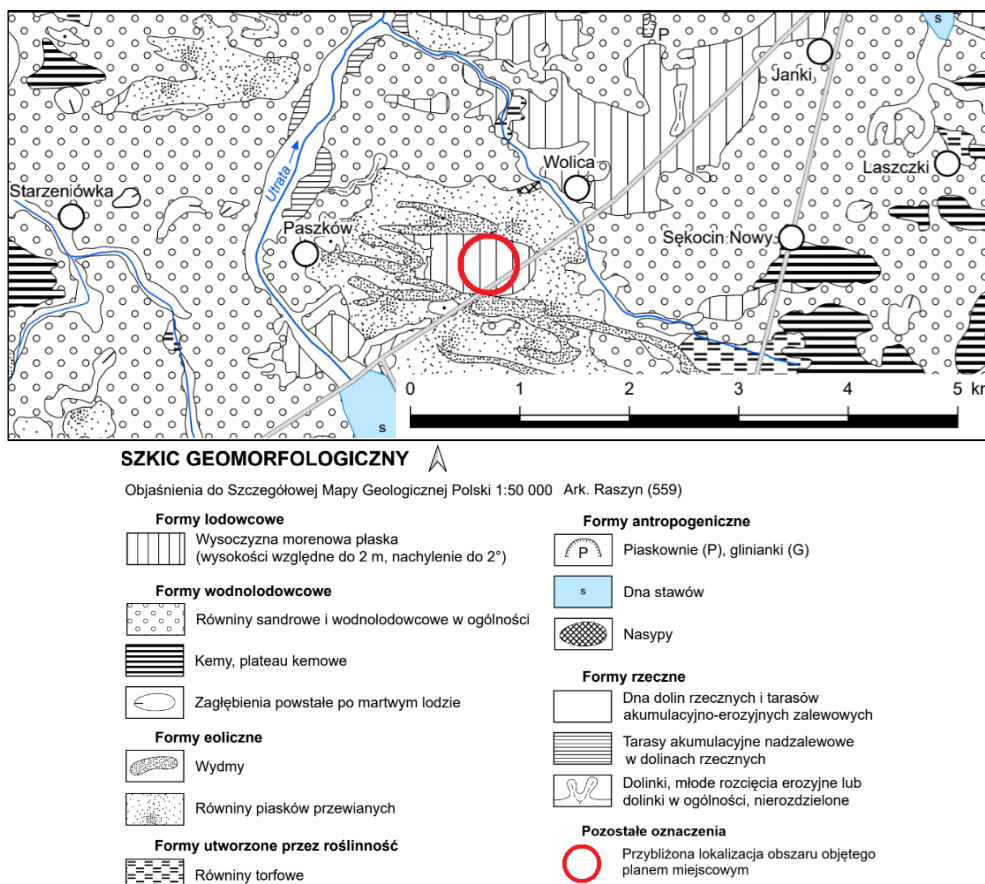 s
P
Janki
Wolica
Laszczki
Starzeniówka
Utrata
Paszków
Sękocin Nowy
0 1 2 3 4 5 km
s
SZKIC GEOMORFOLOGICZNY
Objaśnienia do Szczegółowej Mapy Geologicznej Polski 1:50 000 Ark. Raszyn (559)
Formy lodowcowe
Wysoczyzna morenowa płaska
(wysokości względne do 2 m, nachylenie do 2°)
Formy wodnolodowcowe
Równiny sandrowe i wodnolodowcowe w ogólności
Kemy, plateau kemowe
Zagłębienia powstałe po martwym lodzie
Formy eoliczne
Wydmy
Równiny piasków przewianych
Formy utworzone przez roślinność
Równiny torfowe
Formy antropogeniczne
P
Piaskownie (P), glinianki (G)
s
Dna stawów
Nasypy
Formy rzeczne
Dna dolin rzecznych i tarasów
akumulacyjno-erozyjnych zalewowych
Tarasy akumulacyjne nadzalewowe
w dolinach rzecznych
Dolinki, młode rozcięcia erozyjne lub
dolinki w ogólności, nierozdzielone
Pozostałe oznaczenia
Przybliżona lokalizacja obszaru objętego
planem miejscowym